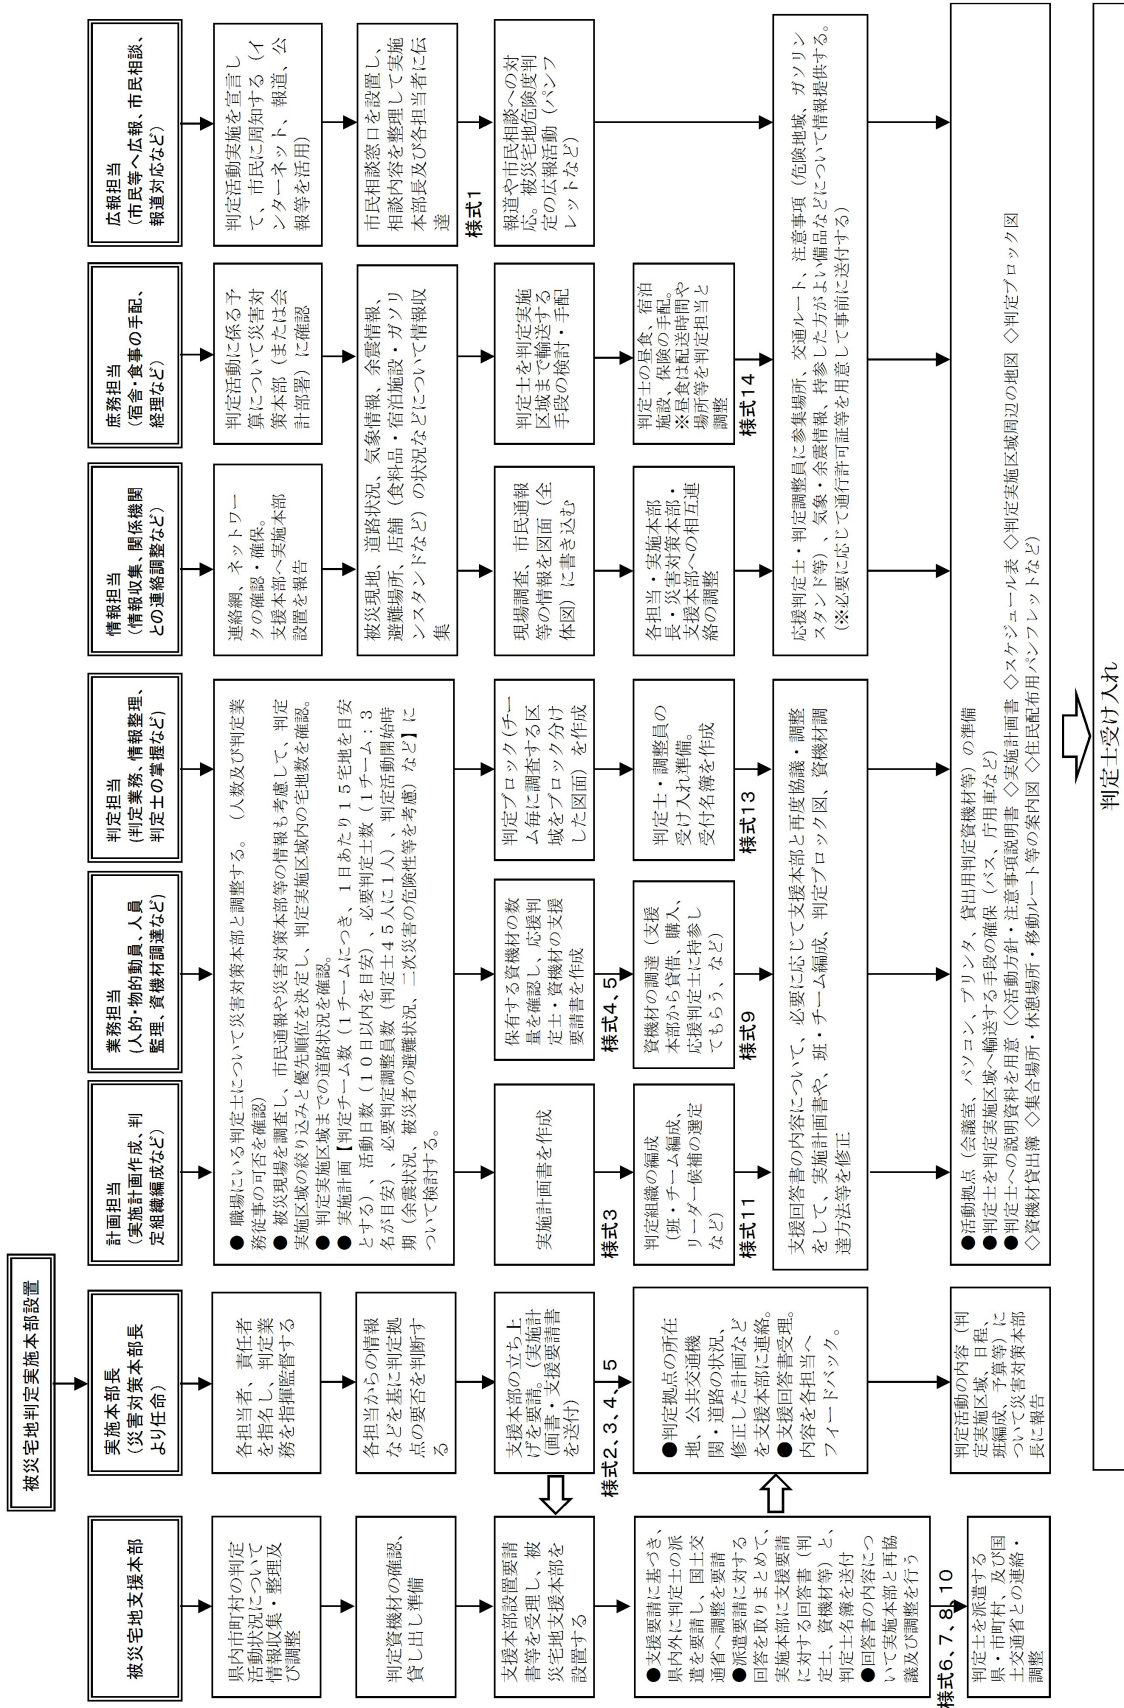 被災宅地判定実施本部設置
被災宅地支援本部
県内市町村の判定
活動状況について
情報収集・整理及
び調整
判定資機材の確認、
貸し出し準備
支援本部設置要請
書等を受理し、被
災宅地支援本部を
設置する
●支援要請に基づき、
県内外に判定士の派
遣を要請し、国土交
通省へ調整を要請
●派遣要請に対する
回答を取りまとめて、
実施本部に支援要請
に対する回答書（判
定士、資機材等）と、
判定士名簿を送付
●回答書の内容につ
いて実施本部と再協
議及び調整を行う
様式6、7、8、10
判定士を派遣する
県・市町村、及び国
土交通省との連絡・
調整
実施本部長
（災害対策本部長
より任命）
各担当者、責任者
を指名し、判定業
務を指揮監督する
各担当からの情報
などを基に判定拠
点の要否を判断す
る
支援本部の立ち上
げを要請。（実施計
(画書・支援要請書
を送付）
様式2、3、4、5
●判定拠点の所在
地、公共交通機
関・道路の状況、
修正した計画など
を支援本部に連絡。
●支援回答書受理。
内容を各担当へ
フィードバック。
判定活動の内容（判
定実施区域、日程、
班編成、予算等）に
ついて災害対策本部
長に報告
計画担当
（実施計画作成、判
定組織編成など）
業務担当
（人的・物的動員、人員
監理、資機材調達など）
判定担当
（判定業務、情報整理、
判定士の掌握など）
● 職場にいる判定士について災害対策本部と調整する。（人数及び判定業
務従事の可否を確認）
● 被災現場を調査し、市民通報や災害対策本部等の情報も考慮して、判定
実施区域の絞り込みと優先順位を決定し、判定実施区域内の宅地数を確認。
● 判定実施区域までの道路状況を確認。
● 実施計画【判定チーム数（１チームにつき、１日あたり１５宅地を目安
とする）、活動日数（１０日以内を目安）、必要判定士数（１チーム：３
名が目安）、必要判定調整員数（判定士４５人に１人）、判定活動開始時
期（余震状況、被災者の避難状況、二次災害の危険性等を考慮）など】に
ついて検討する。
実施計画書を作成
様式3
判定組織の編成
（班・チーム編成、
リーダー候補の選定
など）
様式11
保有する資機材の数
量を確認し、応援判
定士・資機材の支援
要請書を作成
様式4、5
資機材の調達（支援
本部から貸借、購入、
応援判定士に持参し
てもらう、など）
様式9
判定ブロック（チー
ム毎に調査する区
域をブロック分け
した図面）を作成
判定士・調整員の
受け入れ準備。
受付名簿を作成
様式13
支援回答書の内容について、必要に応じて支援本部と再度協議・調整
をして、実施計画書や、班・チーム編成、判定ブロック図、資機材調
達方法等を修正
情報担当
（情報収集、関係機関
との連絡調整など）
連絡網、ネットワー
クの確認・確保。
支援本部へ実施本部
設置を報告
庶務担当
（宿舎・食事の手配、
経理など）
判定活動に係る予
算について災害対
策本部（または会
計部署）に確認
被災現地、道路状況、気象情報、余震情報、
避難場所、店舗（食料品・宿泊施設・ガソリ
ンスタンドなど）の状況などについて情報収
集
現場調査、市民通報
等の情報を図面（全
体図）に書き込む
各担当・実施本部
長・災害対策本部・
支援本部への相互連
絡の調整
判定士を判定実施
区域まで輸送する
手段の検討・手配
判定士の昼食、宿泊
施設、保険の手配。
※昼食は配送時間や
場所等を判定担当と
調整
様式14
広報担当
（市民等へ広報、市民相談、
報道対応など）
判定活動実施を宣言し
て、市民に周知する（イ
ンターネット、報道、公
報等を活用）
市民相談窓口を設置し、
相談内容を整理して実施
本部長及び各担当者に伝
達
様式1
報道や市民相談への対
応。被災宅地危険度判
定の広報活動（パンフ
レットなど）
応援判定士・判定調整員に参集場所、交通ルート、注意事項（危険地域、ガソリン
スタンド等）、気象・余震情報、持参した方がよい備品などについて情報提供する。
（※必要に応じて通行許可証等を用意して事前に送付する）
●活動拠点（会議室、パソコン、プリンタ、貸出用判定資機材等）の準備
●判定士を判定実施区域へ輸送する手段の確保（バス、庁用車など）
●判定士への説明資料を用意（◇活動方針・注意事項説明書 ◇実施計画書 ◇スケジュール表 ◇判定実施区域周辺の地図 ◇判定ブロック図
◇資機材貸出簿 ◇集合場所・休憩場所・移動ルート等の案内図 ◇住民配布用パンフレットなど）
判定士受け入れ